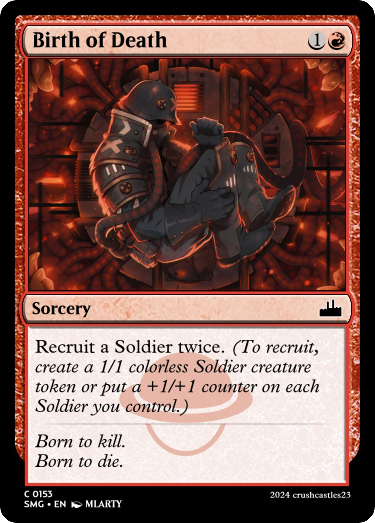 Birth of Death 1
Sorcery
Recruit a Soldier twice. (To recruit,
create a 1/1 colorless Soldier creature
token or put a +1/+1 counter on each
Soldier you control.)
Born to kill.
Born to die.
C 0153
SMG • EN MLARTY
2024 crushcastles23